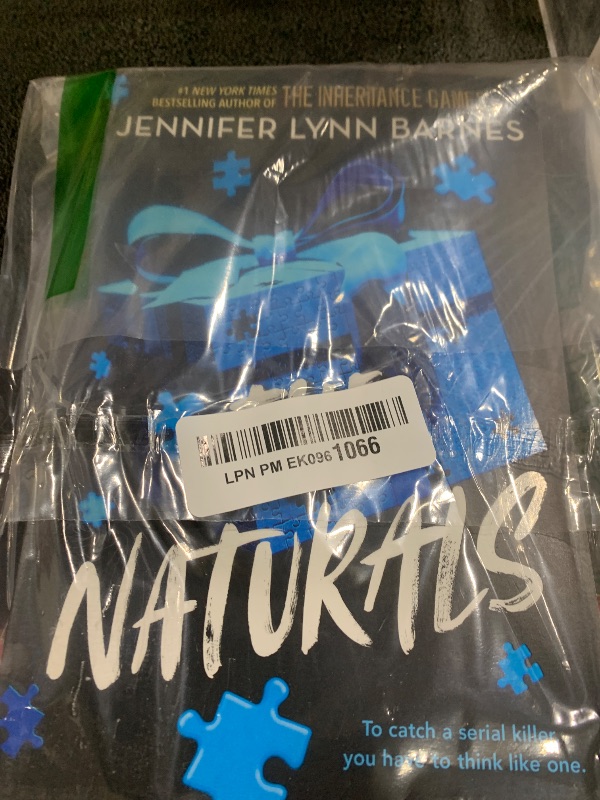 #1 NEW YORK TIMES
BESTSELLING AUTHOR OF THE INHERITANCE GAMES
JENNIFER LYNN BARNES
LPN PM EK0961066
NATURALS
To catch a serial killer
you have to think like one.